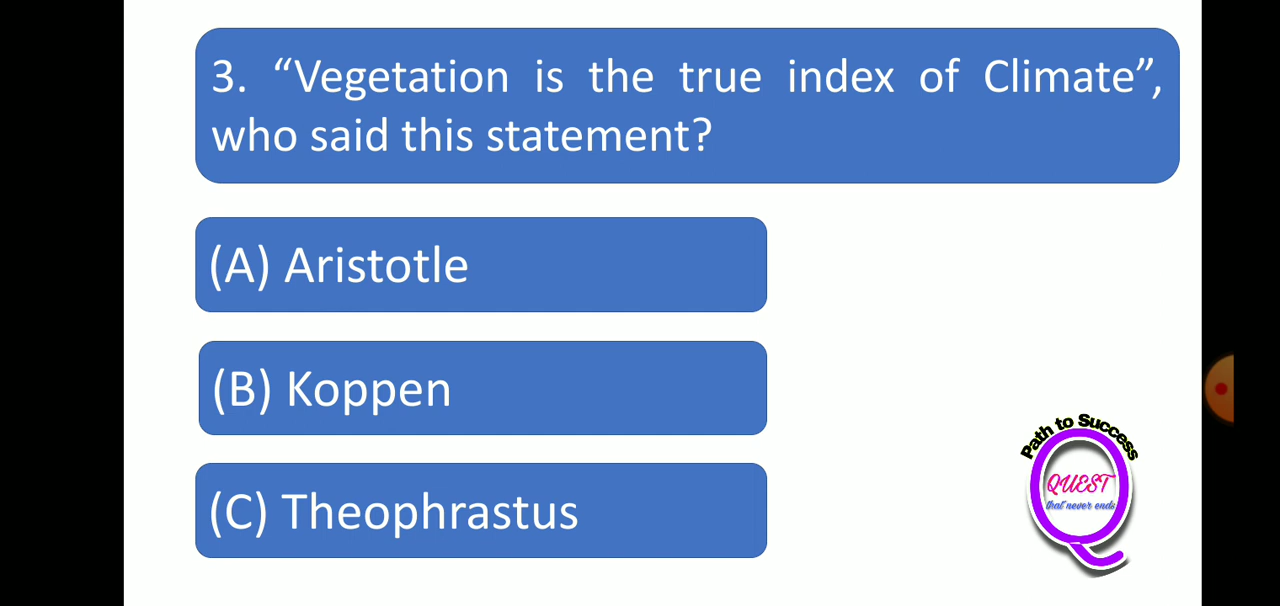 3. “Vegetation is the true index of Climate”,
who said this statement?
(A) Aristotle
(B) Koppen
(C) Theophrastus
Path to Success
QUEST
that never ends